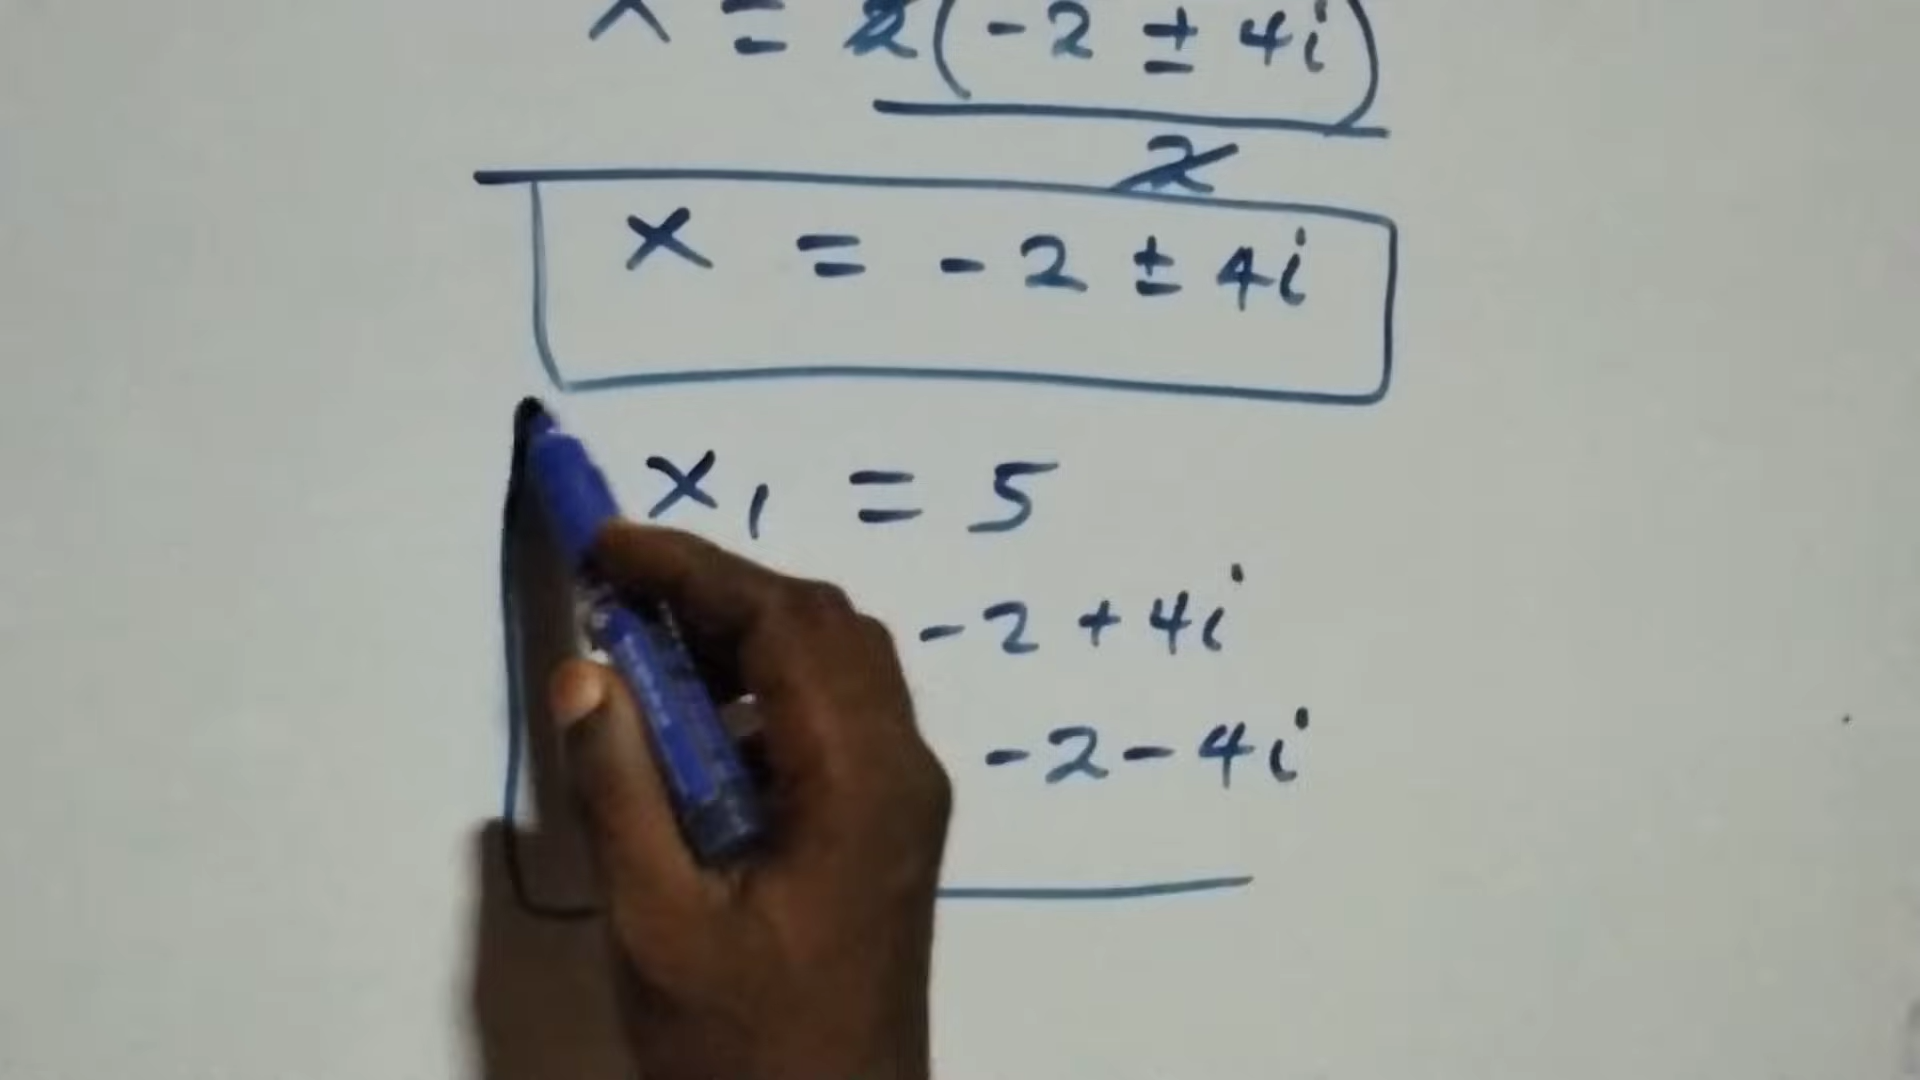 x = 2(-2 ± 4i)
2
x = -2 ± 4i
x₁ = 5
-2 + 4i
-2 - 4i